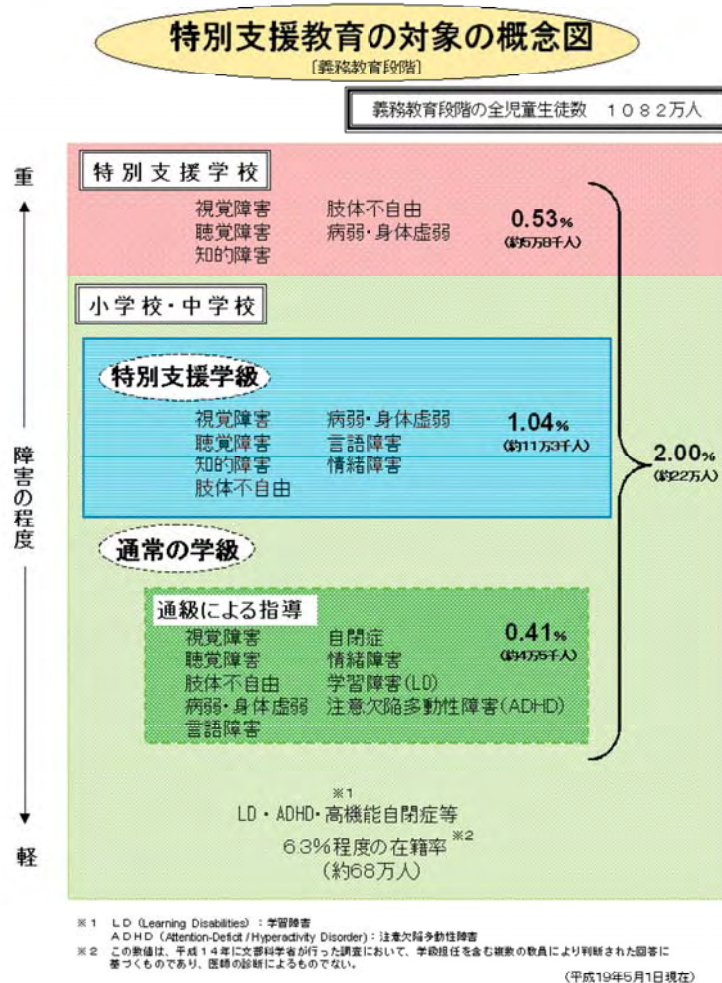 特別支援教育の対象の概念図
[義務教育段階]
義務教育段階の全児童生徒数　１０８２万人
重
障害の程度
軽
特別支援学校
視覚障害　肢体不自由
聴覚障害　病弱・身体虚弱
知的障害
0.53%
(約5万8千人)
小学校・中学校
特別支援学級
視覚障害　病弱・身体虚弱
聴覚障害　言語障害
知的障害　情緒障害
肢体不自由
1.04%
(約11万3千人)
2.00%
(約22万人)
通常の学級
通級による指導
視覚障害　自閉症
聴覚障害　情緒障害
肢体不自由　学習障害(LD)
病弱・身体虚弱　注意欠陥多動性障害(ADHD)
言語障害
0.41%
(約4万5千人)
※1
LD・ADHD・高機能自閉症等
6.3%程度の在籍率※2
(約68万人)
※１　ＬＤ (Learning Disabilities)：学習障害
ＡＤＨＤ (Attention-Deficit / Hyperactivity Disorder)：注意欠陥多動性障害
※２　この数値は、平成１４年に文部科学省が行った調査において、学級担任を含む複数の教員により判断された回答に
基づくものであり、医師の診断によるものでない。
(平成19年5月1日現在)